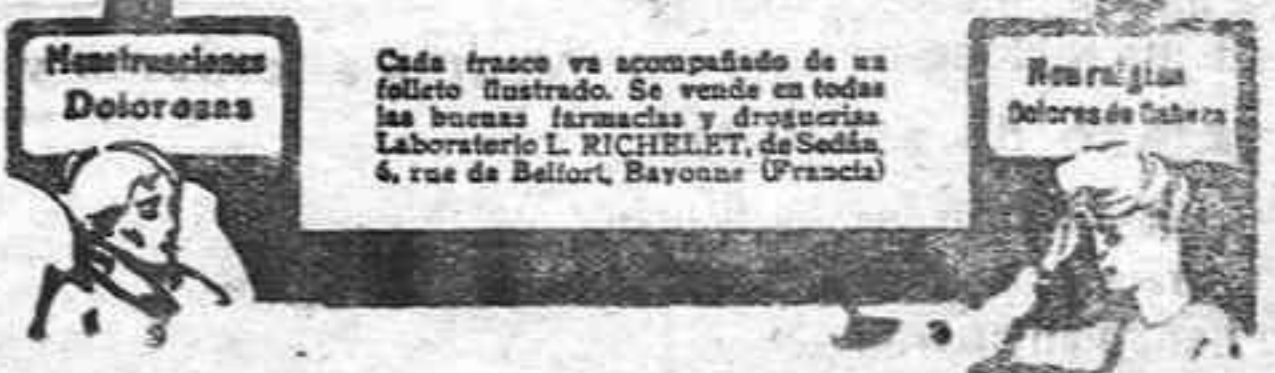 Menstruaciones
Dolorosas
Cada frasco va acompañado de un
folleto ilustrado. Se vende en todas
las buenas farmacias y droguerías
Laboratorio L. RICHELET, de Sedán,
6, rue de Belfort, Bayonne (Francia)
Neuralgias
Dolores de Cabeza